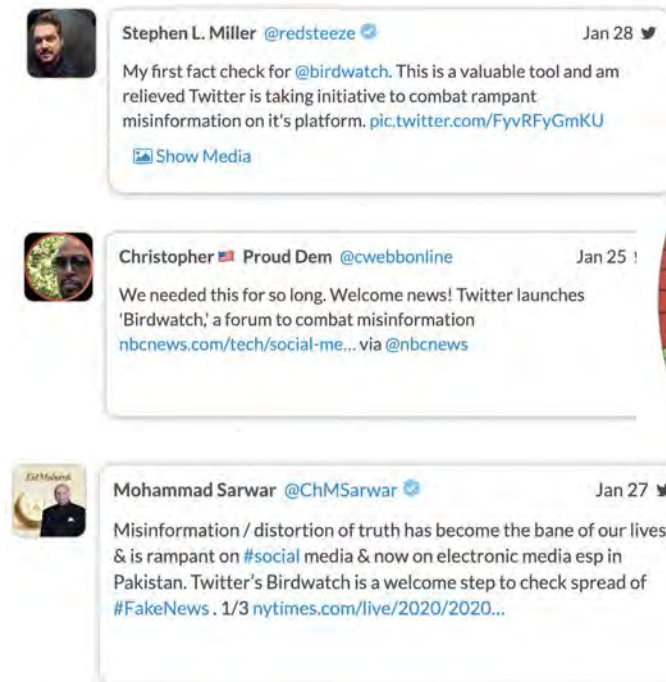 Stephen L. Miller @redsteeze Jan 28
My first fact check for @birdwatch. This is a valuable tool and am
relieved Twitter is taking initiative to combat rampant
misinformation on it's platform. pic.twitter.com/FyvRFyGmKU
Show Media
Christopher 🇺🇸 Proud Dem @cwebbonline Jan 25
We needed this for so long. Welcome news! Twitter launches
'Birdwatch,' a forum to combat misinformation
nbcnews.com/tech/social-me... via @nbcnews
Eid Mubarak
Mohammad Sarwar @ChMSarwar Jan 27
Misinformation / distortion of truth has become the bane of our lives
& is rampant on #social media & now on electronic media esp in
Pakistan. Twitter's Birdwatch is a welcome step to check spread of
#FakeNews . 1/3 nytimes.com/live/2020/2020...